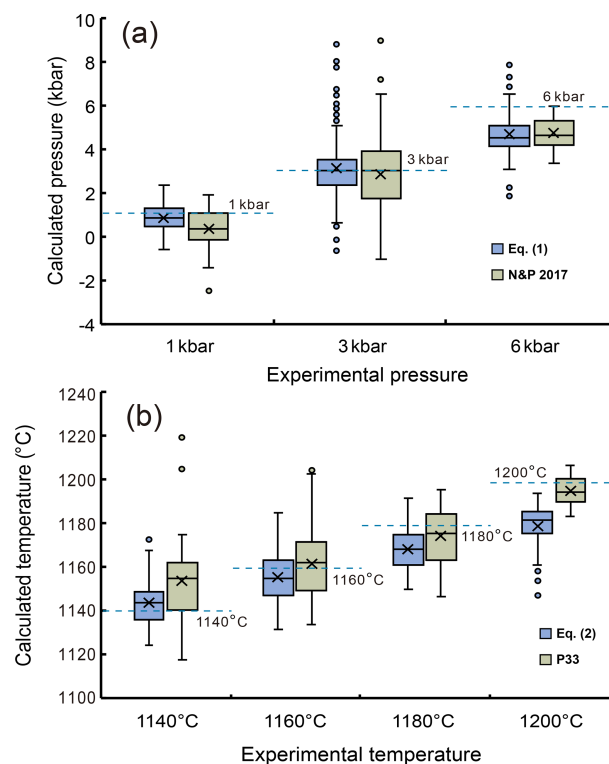 (a)
Calculated pressure (kbar)
10
8
6
4
2
0
-2
-4
1 kbar
3 kbar
6 kbar
Eq. (1)
N&P 2017
1 kbar
3 kbar
6 kbar
Experimental pressure
(b)
Calculated temperature (°C)
1240
1220
1200
1180
1160
1140
1120
1100
1140°C
1160°C
1180°C
1200°C
Eq. (2)
P33
1140°C
1160°C
1180°C
1200°C
Experimental temperature